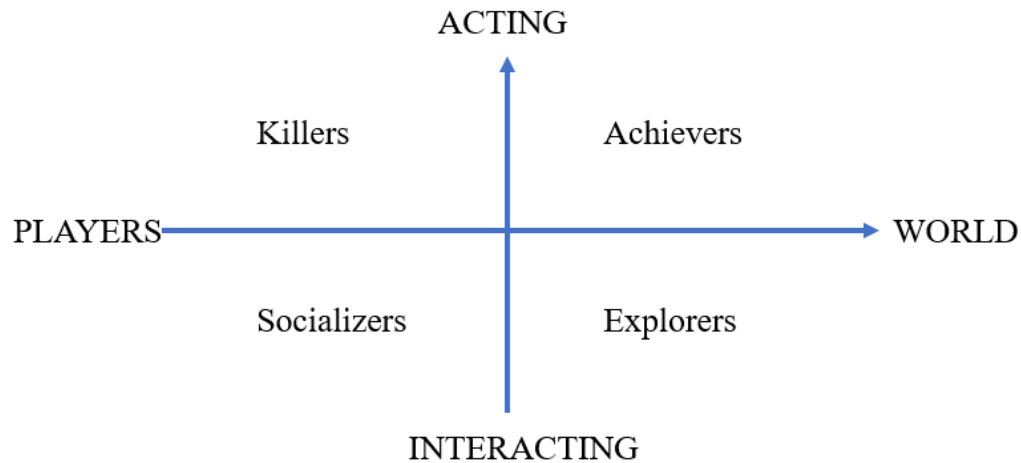 ACTING
Killers
Achievers
PLAYERS
WORLD
Socializers
Explorers
INTERACTING